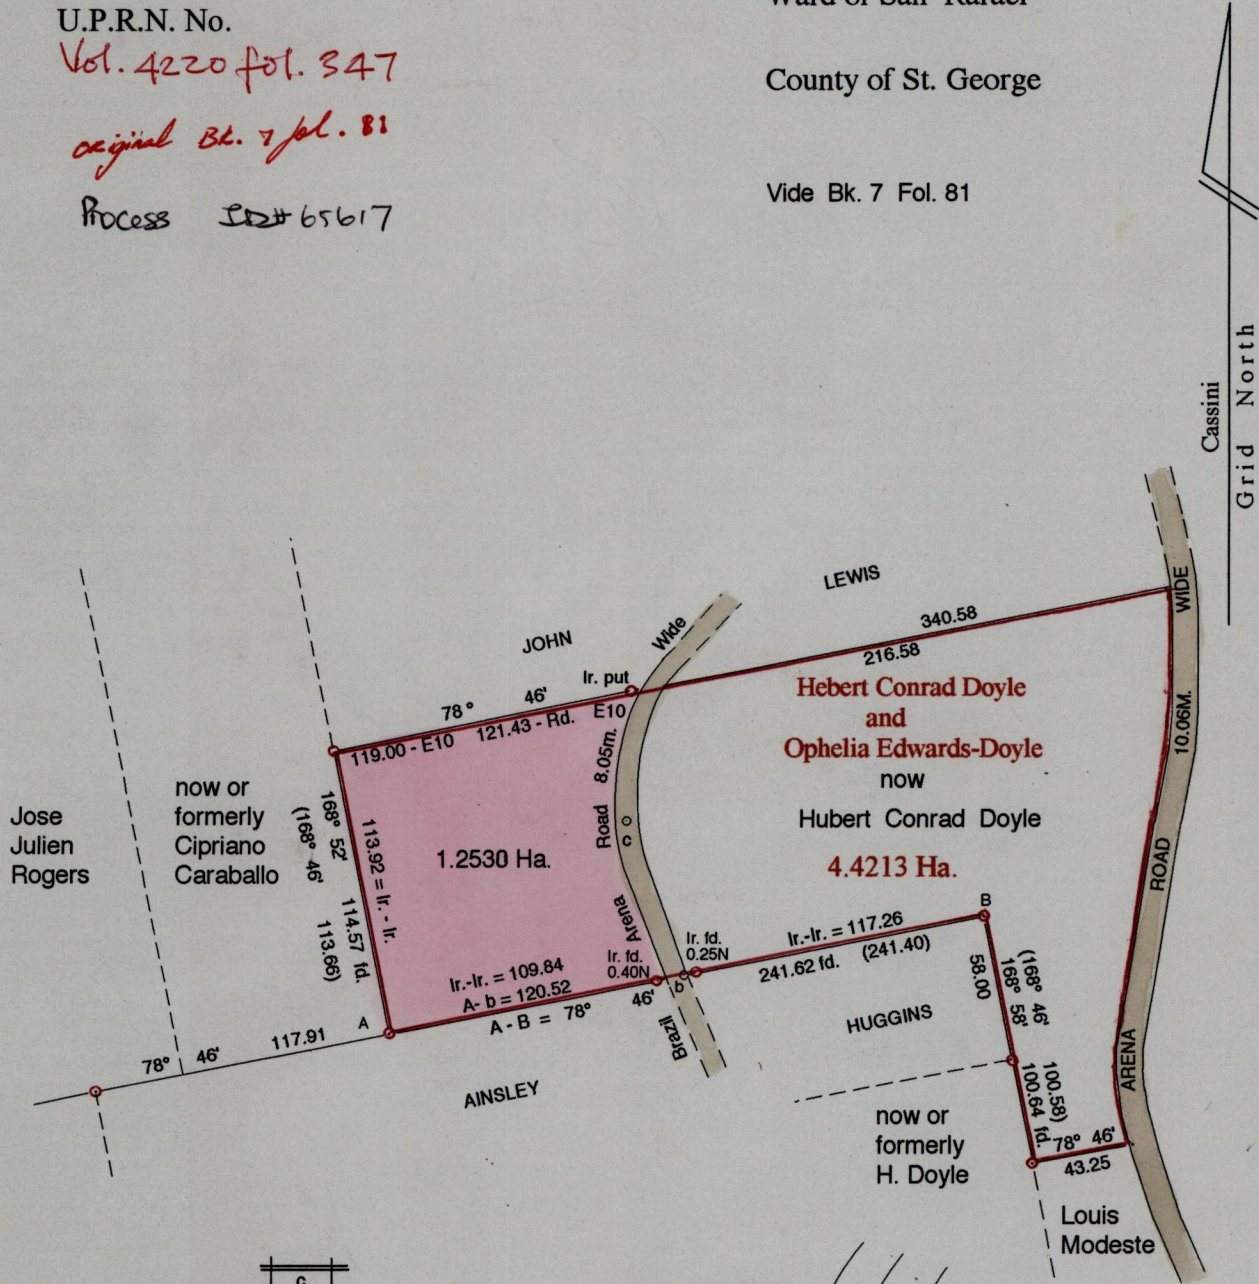 U.P.R.N. No.
Vol. 4220 fol. 347
original Bk. 7 fol. 81
Process ID# 65617
Ward of San Rafael
County of St. George
Vide Bk. 7 Fol. 81
Cassini
Grid North
JOHN
LEWIS
Wide
WIDE
340.58
216.58
Ir. put
78° 46'
119.00 - E10
121.43 - Rd.
E10
Hebert Conrad Doyle
and
Ophelia Edwards-Doyle
now
Hubert Conrad Doyle
4.4213 Ha.
10.06M.
8.05m.
Road
c
Arena
Brazil
ROAD
ARENA
Jose
Julien
Rogers
now or
formerly
Cipriano
Caraballo
168° 52'
(168° 46'
113.92 = Ir. - Ir.
114.57 fd.
113.66)
1.2530 Ha.
Ir.-Ir. = 109.84
A- b = 120.52
A - B = 78° 46'
Ir. fd.
0.40N
Ir. fd.
0.25N
b
Ir.-Ir. = 117.26
241.62 fd. (241.40)
B
58.00
(168° 46'
168° 58'
HUGGINS
A
117.91
78° 46'
AINSLEY
100.58)
100.64 fd.
78° 46'
43.25
now or
formerly
H. Doyle
Louis
Modeste
c